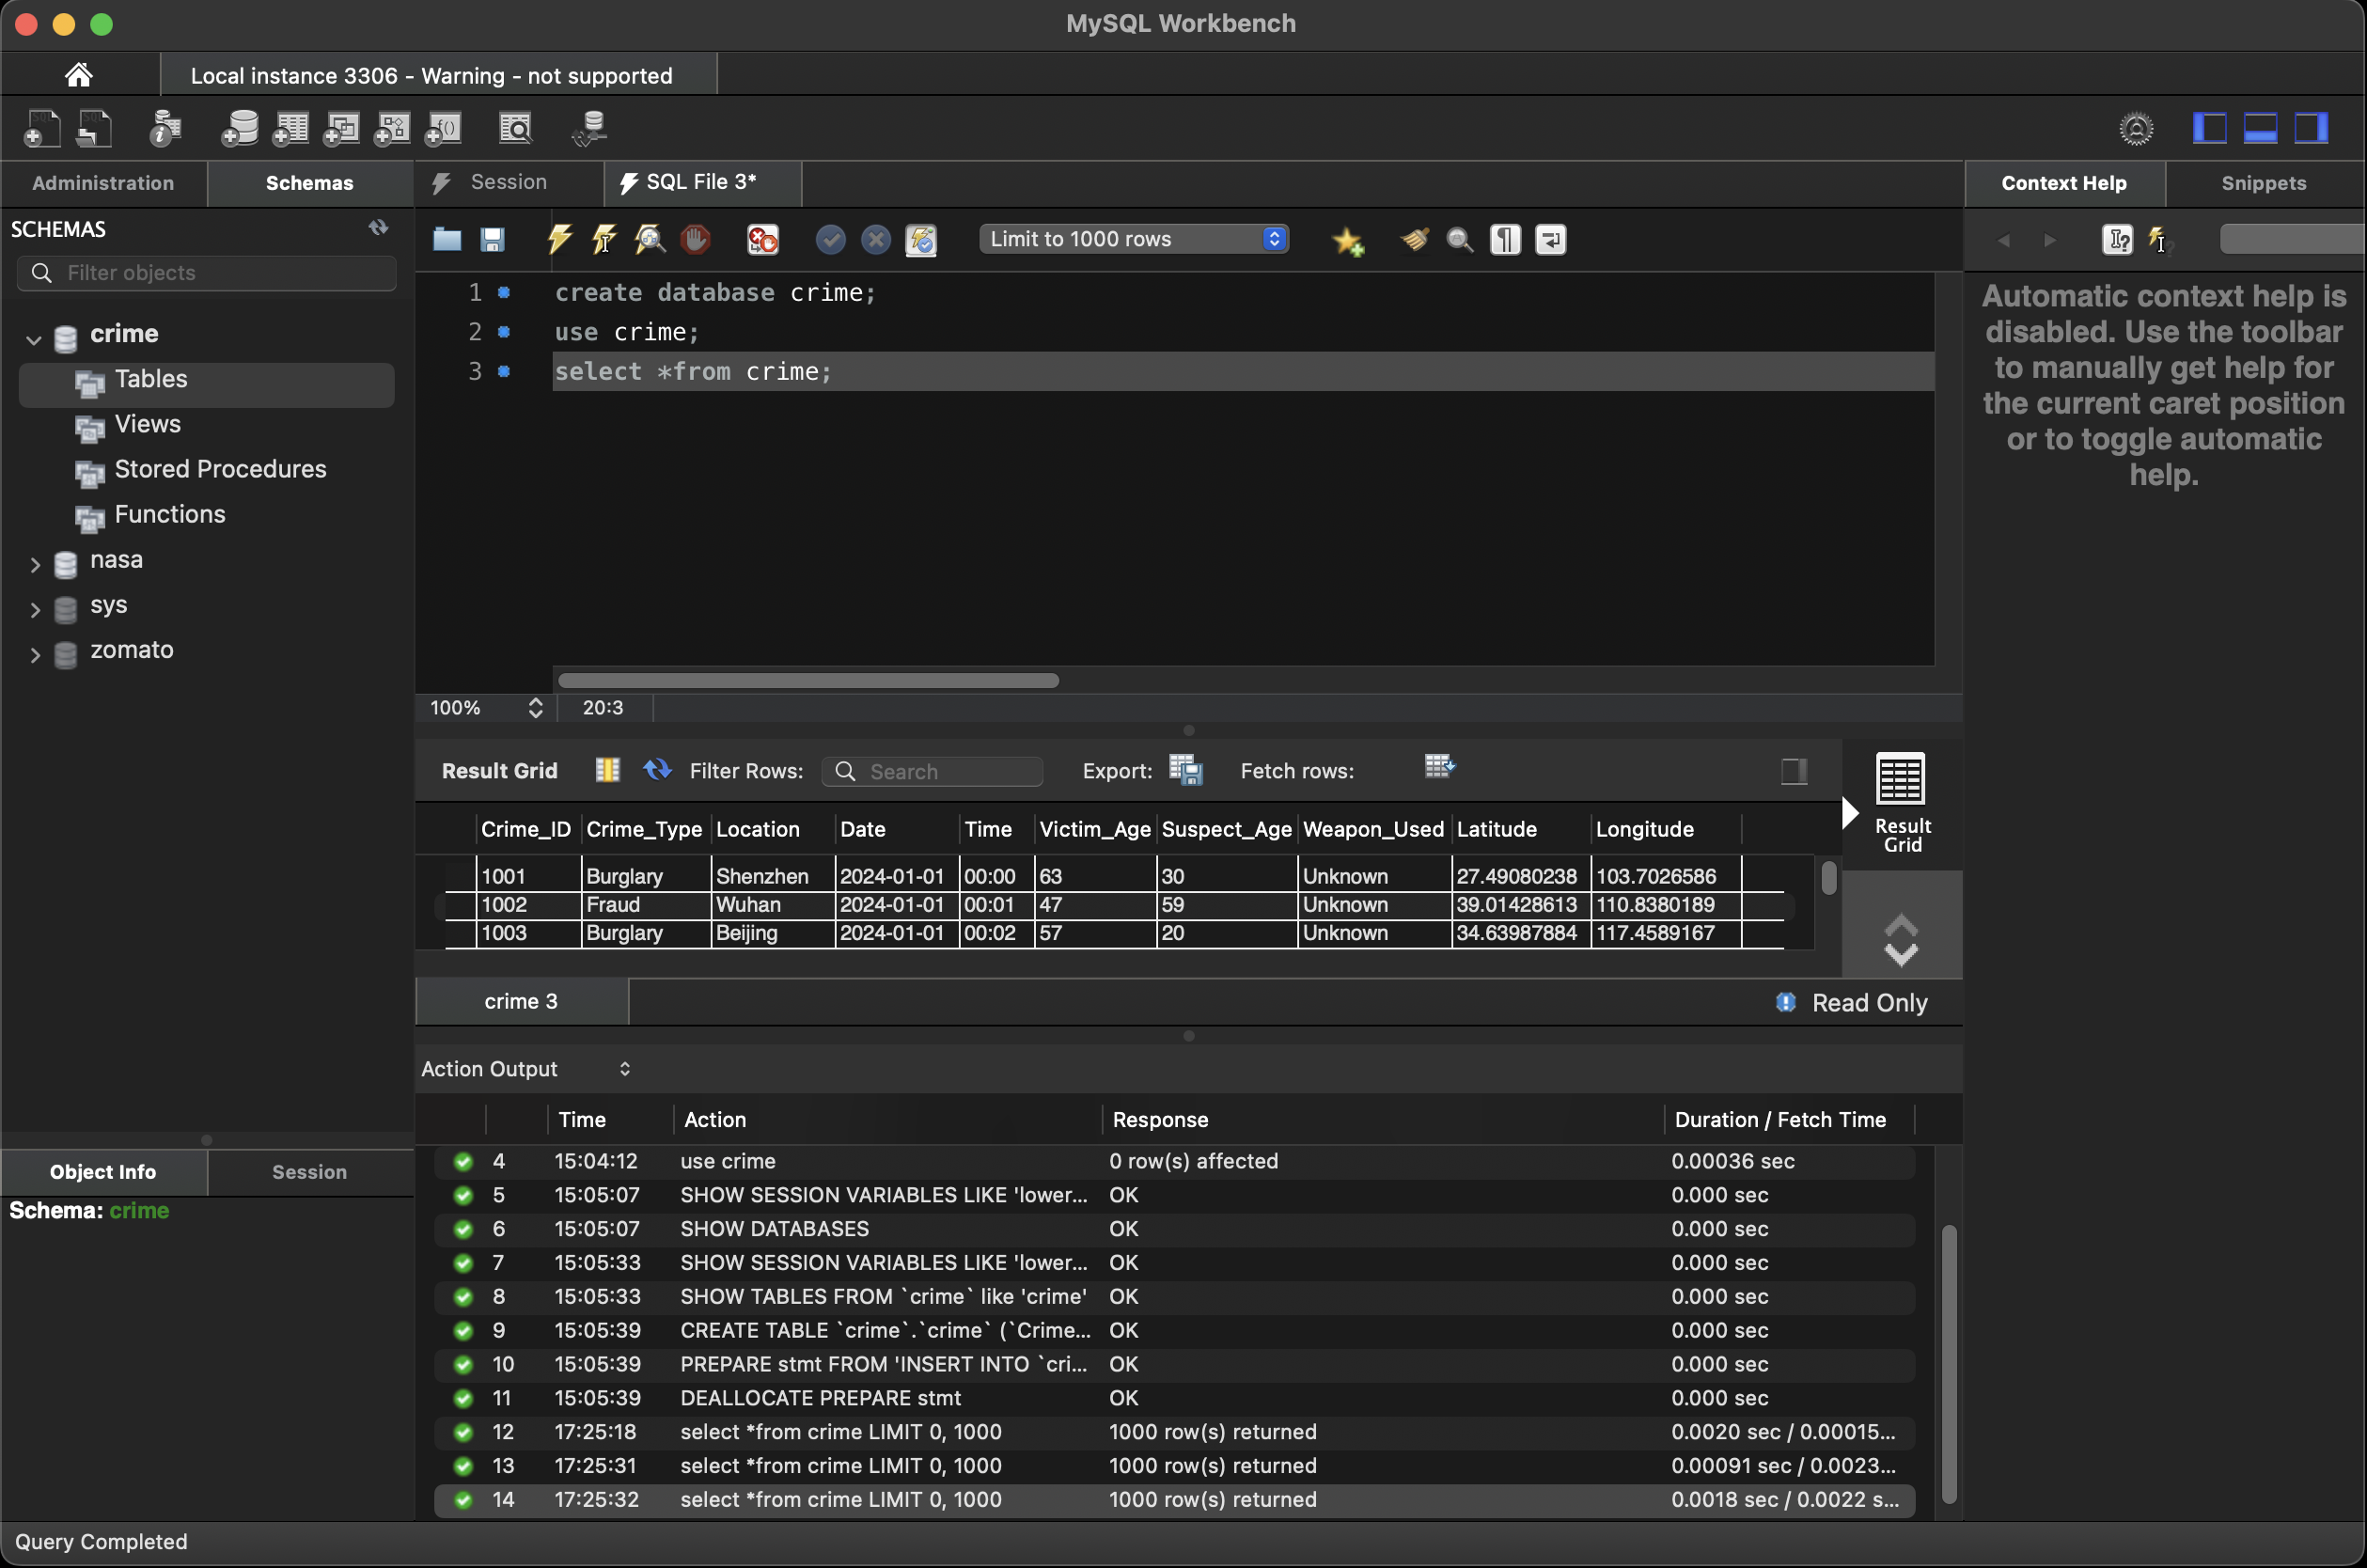 MySQL Workbench
Local instance 3306 - Warning - not supported
Administration Schemas Session SQL File 3* Context Help Snippets
SCHEMAS
Filter objects
Limit to 1000 rows
crime
Tables
Views
Stored Procedures
Functions
nasa
sys
zomato
1 create database crime;
2 use crime;
3 select *from crime;
Automatic context help is
disabled. Use the toolbar
to manually get help for
the current caret position
or to toggle automatic
help.
100% 20:3
Result Grid Filter Rows: Search Export: Fetch rows:
Crime_ID Crime_Type Location Date Time Victim_Age Suspect_Age Weapon_Used Latitude Longitude
1001 Burglary Shenzhen 2024-01-01 00:00 63 30 Unknown 27.49080238 103.7026586
1002 Fraud Wuhan 2024-01-01 00:01 47 59 Unknown 39.01428613 110.8380189
1003 Burglary Beijing 2024-01-01 00:02 57 20 Unknown 34.63987884 117.4589167
Result
Grid
crime 3 Read Only
Action Output
Time Action Response Duration / Fetch Time
4 15:04:12 use crime 0 row(s) affected 0.00036 sec
5 15:05:07 SHOW SESSION VARIABLES LIKE 'lower... OK 0.000 sec
6 15:05:07 SHOW DATABASES OK 0.000 sec
7 15:05:33 SHOW SESSION VARIABLES LIKE 'lower... OK 0.000 sec
8 15:05:33 SHOW TABLES FROM `crime` like 'crime' OK 0.000 sec
9 15:05:39 CREATE TABLE `crime`.`crime` (`Crime... OK 0.000 sec
10 15:05:39 PREPARE stmt FROM 'INSERT INTO `cri... OK 0.000 sec
11 15:05:39 DEALLOCATE PREPARE stmt OK 0.000 sec
12 17:25:18 select *from crime LIMIT 0, 1000 1000 row(s) returned 0.0020 sec / 0.00015...
13 17:25:31 select *from crime LIMIT 0, 1000 1000 row(s) returned 0.00091 sec / 0.0023...
14 17:25:32 select *from crime LIMIT 0, 1000 1000 row(s) returned 0.0018 sec / 0.0022 s...
Object Info Session
Schema: crime
Query Completed